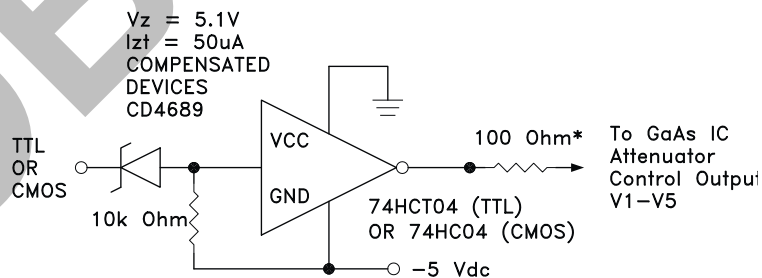 Vz = 5.1V
Izt = 50uA
COMPENSATED
DEVICES
CD4689
TTL
OR
CMOS
10k Ohm
VCC
GND
100 Ohm*
74HCT04 (TTL)
OR 74HC04 (CMOS)
-5 Vdc
To GaAs IC
Attenuator
Control Output
V1-V5